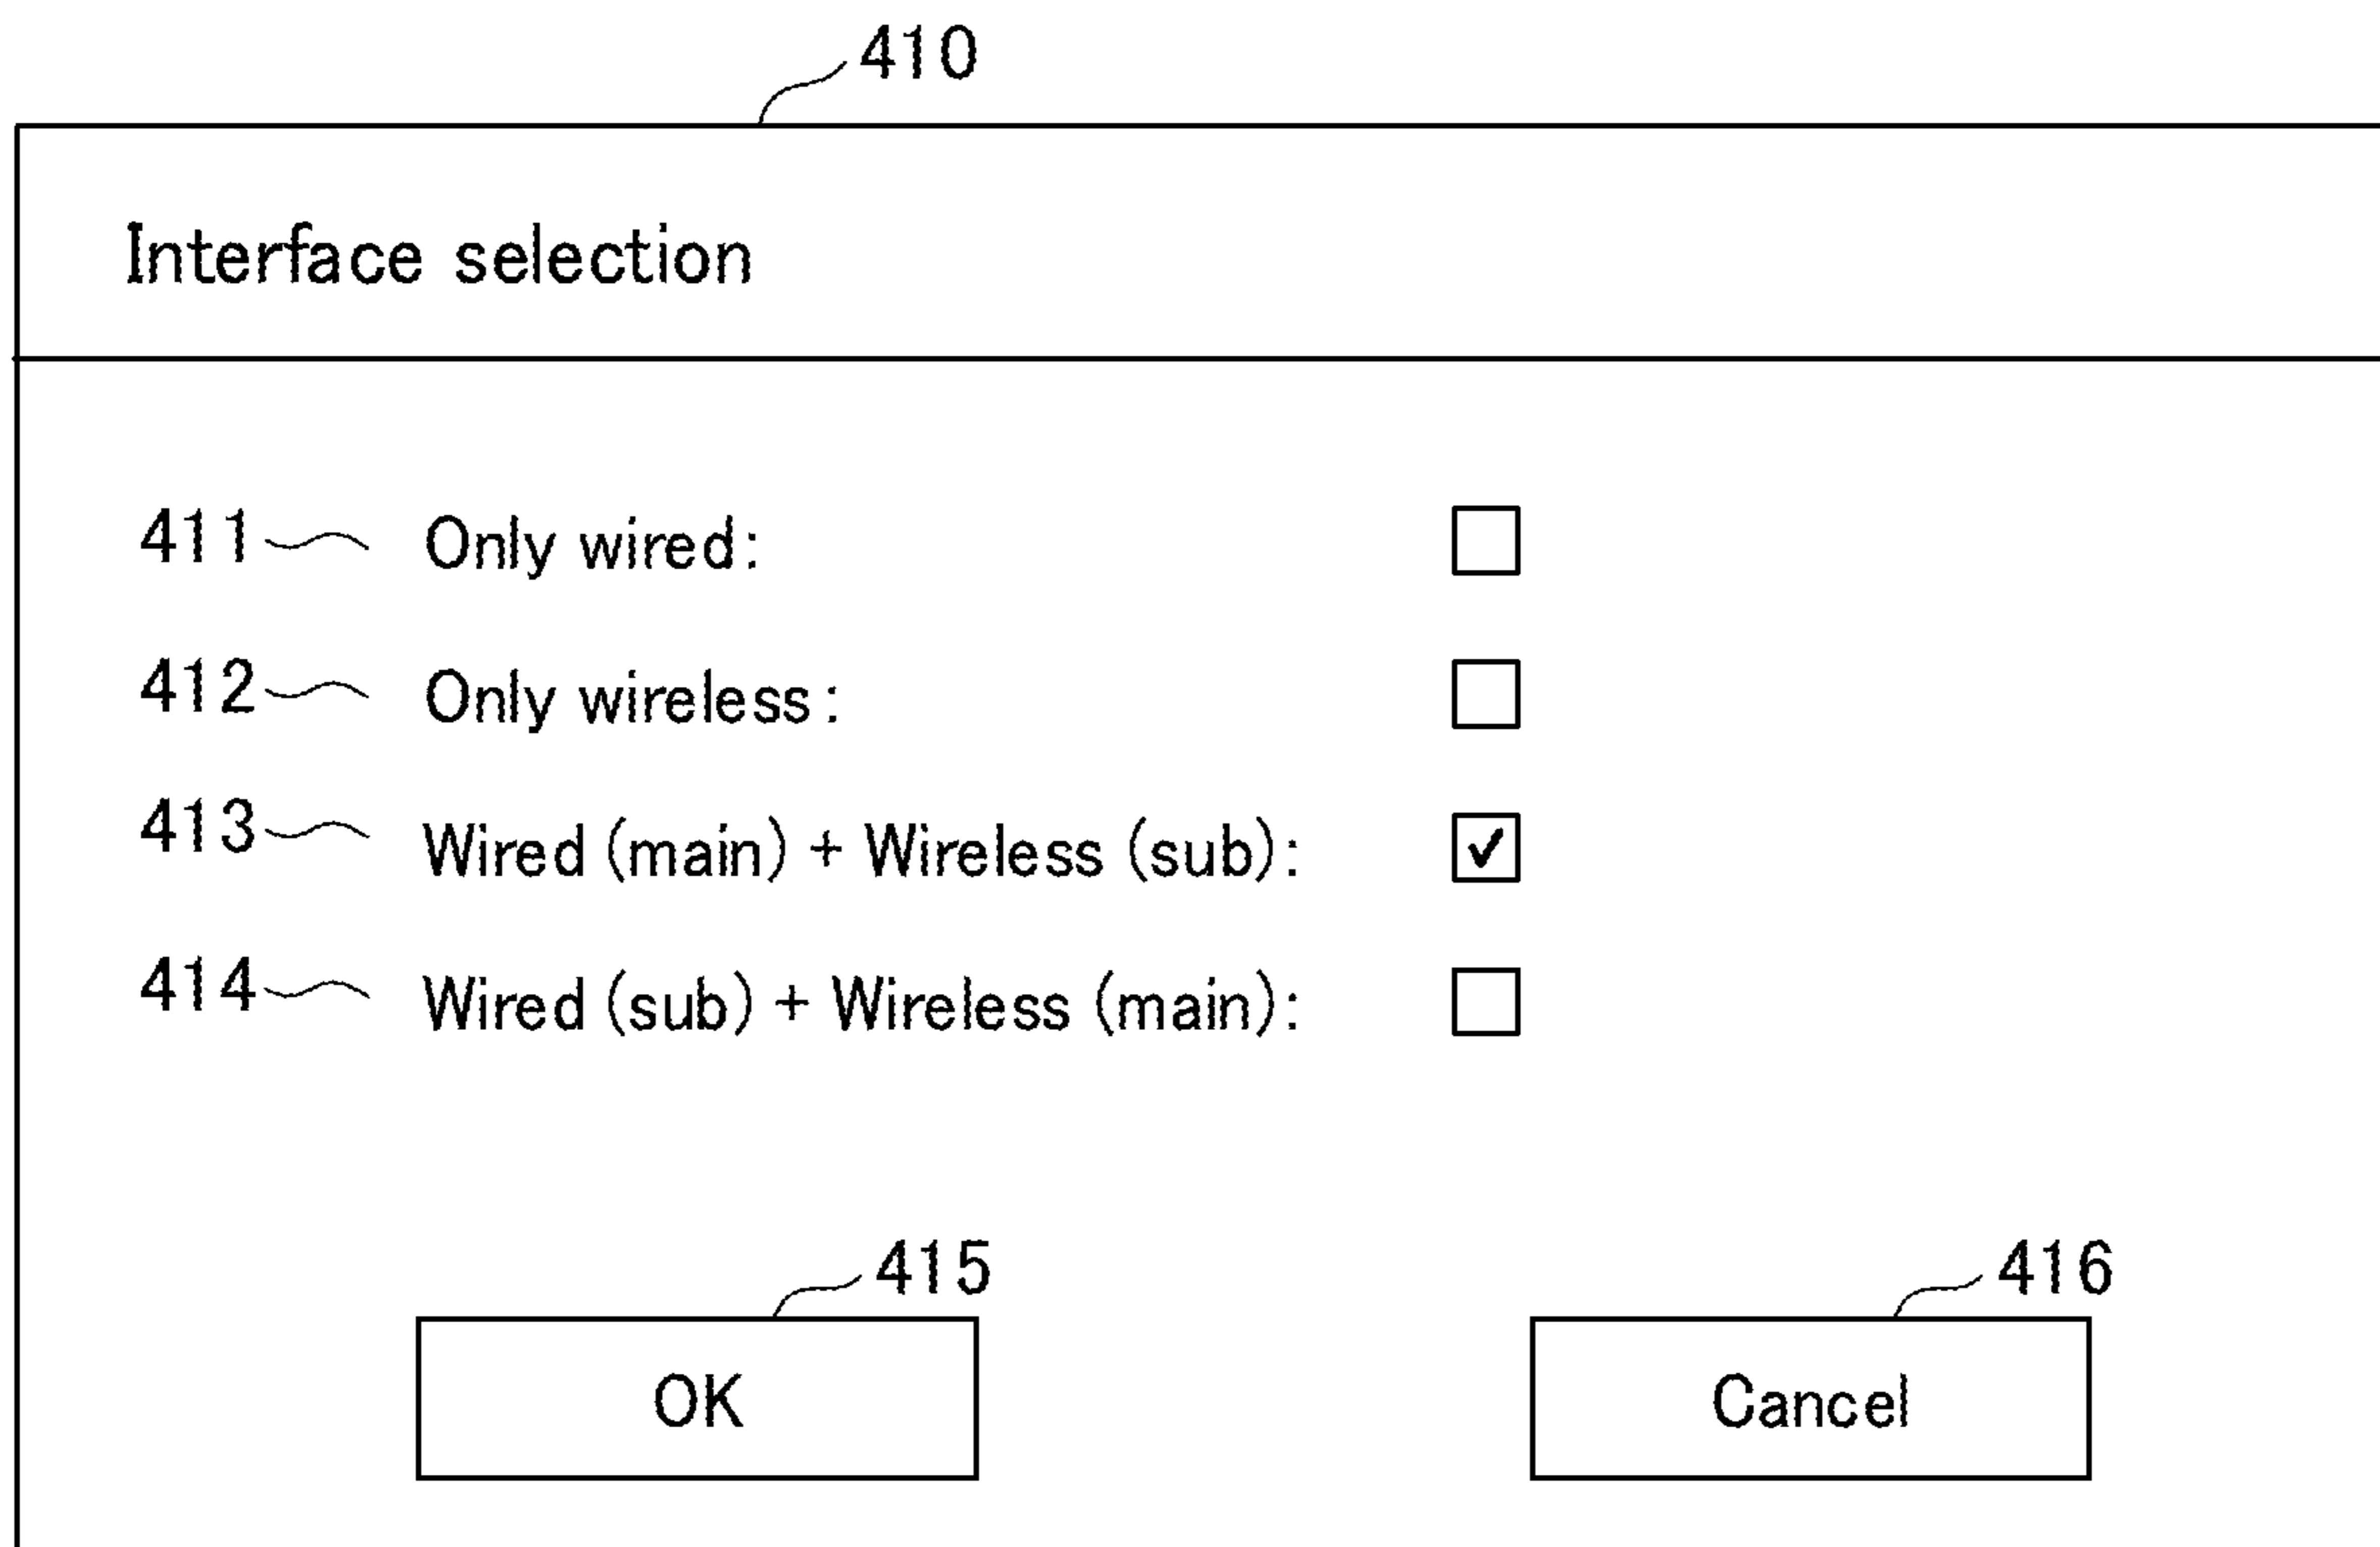 410
Interface selection
411 Only wired:
412 Only wireless:
413 Wired (main) + Wireless (sub):
414 Wired (sub) + Wireless (main):
415 416
OK Cancel